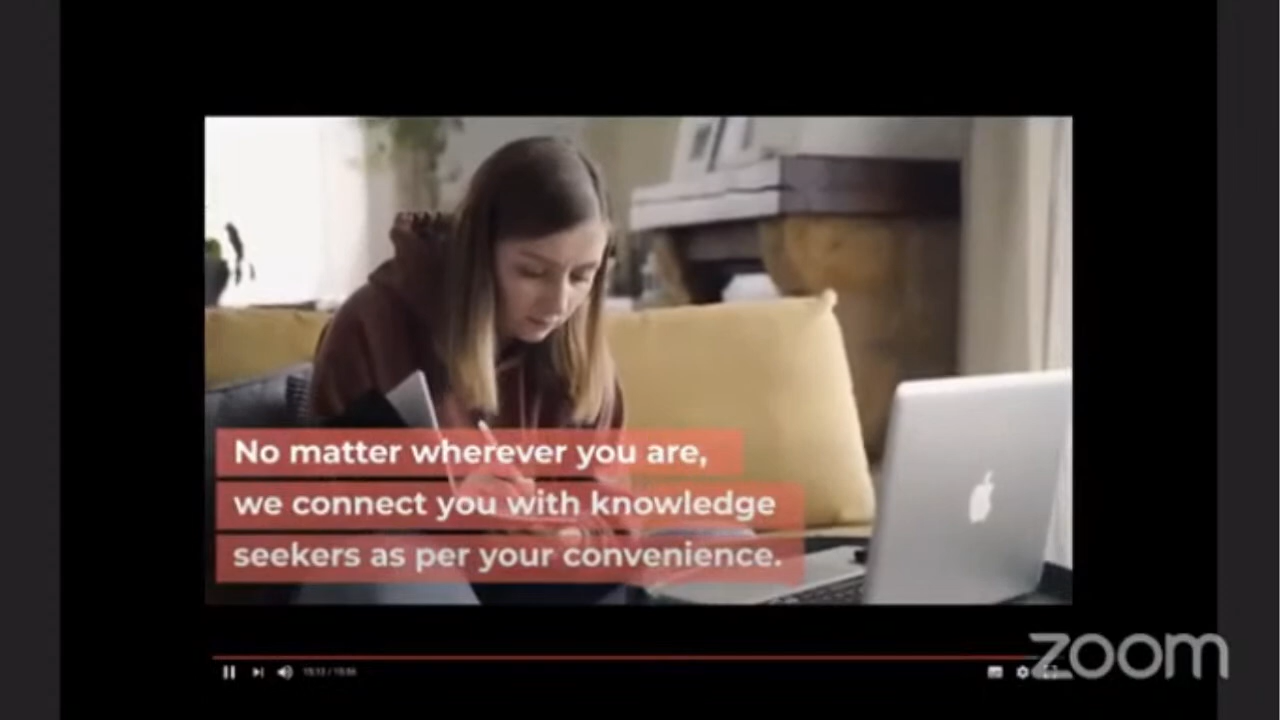 No matter wherever you are,
we connect you with knowledge
seekers as per your convenience.
zoom